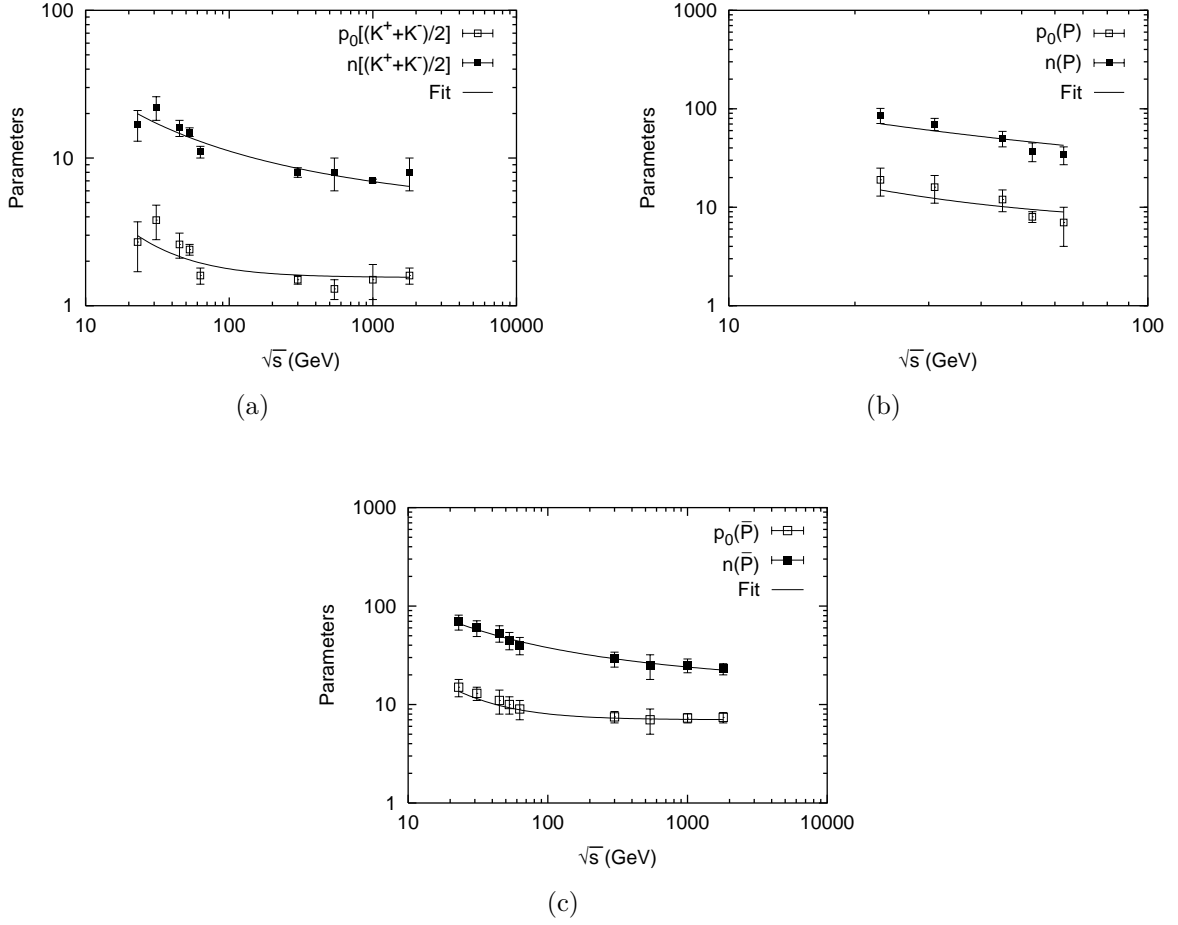 100
10
1
10 100 1000 10000
Parameters
√s (GeV)
p0[(K++K-)/2]
n[(K++K-)/2]
Fit
(a)
1000
100
10
1
10 100
Parameters
√s (GeV)
p0(P)
n(P)
Fit
(b)
1000
100
10
1
10 100 1000 10000
Parameters
√s (GeV)
p0(P̅)
n(P̅)
Fit
(c)